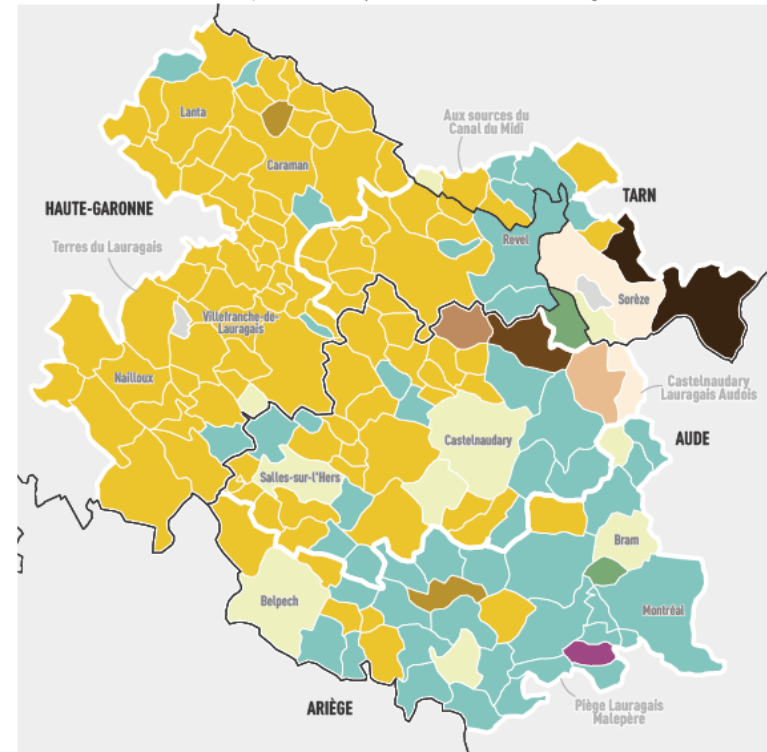 Lanta
Aux sources du
Canal du Midi
Caraman
TARN
HAUTE-GARONNE
Revel
Terres du Lauragais
Sorèze
Villefranche-de-
Lauragais
Nailloux
Castelnaudary
Lauragais Audois
Castelnaudary
AUDE
Salles-sur-l'Hers
Bram
Belpech
Montréal
ARIÈGE
Piège Lauragais
Malepère